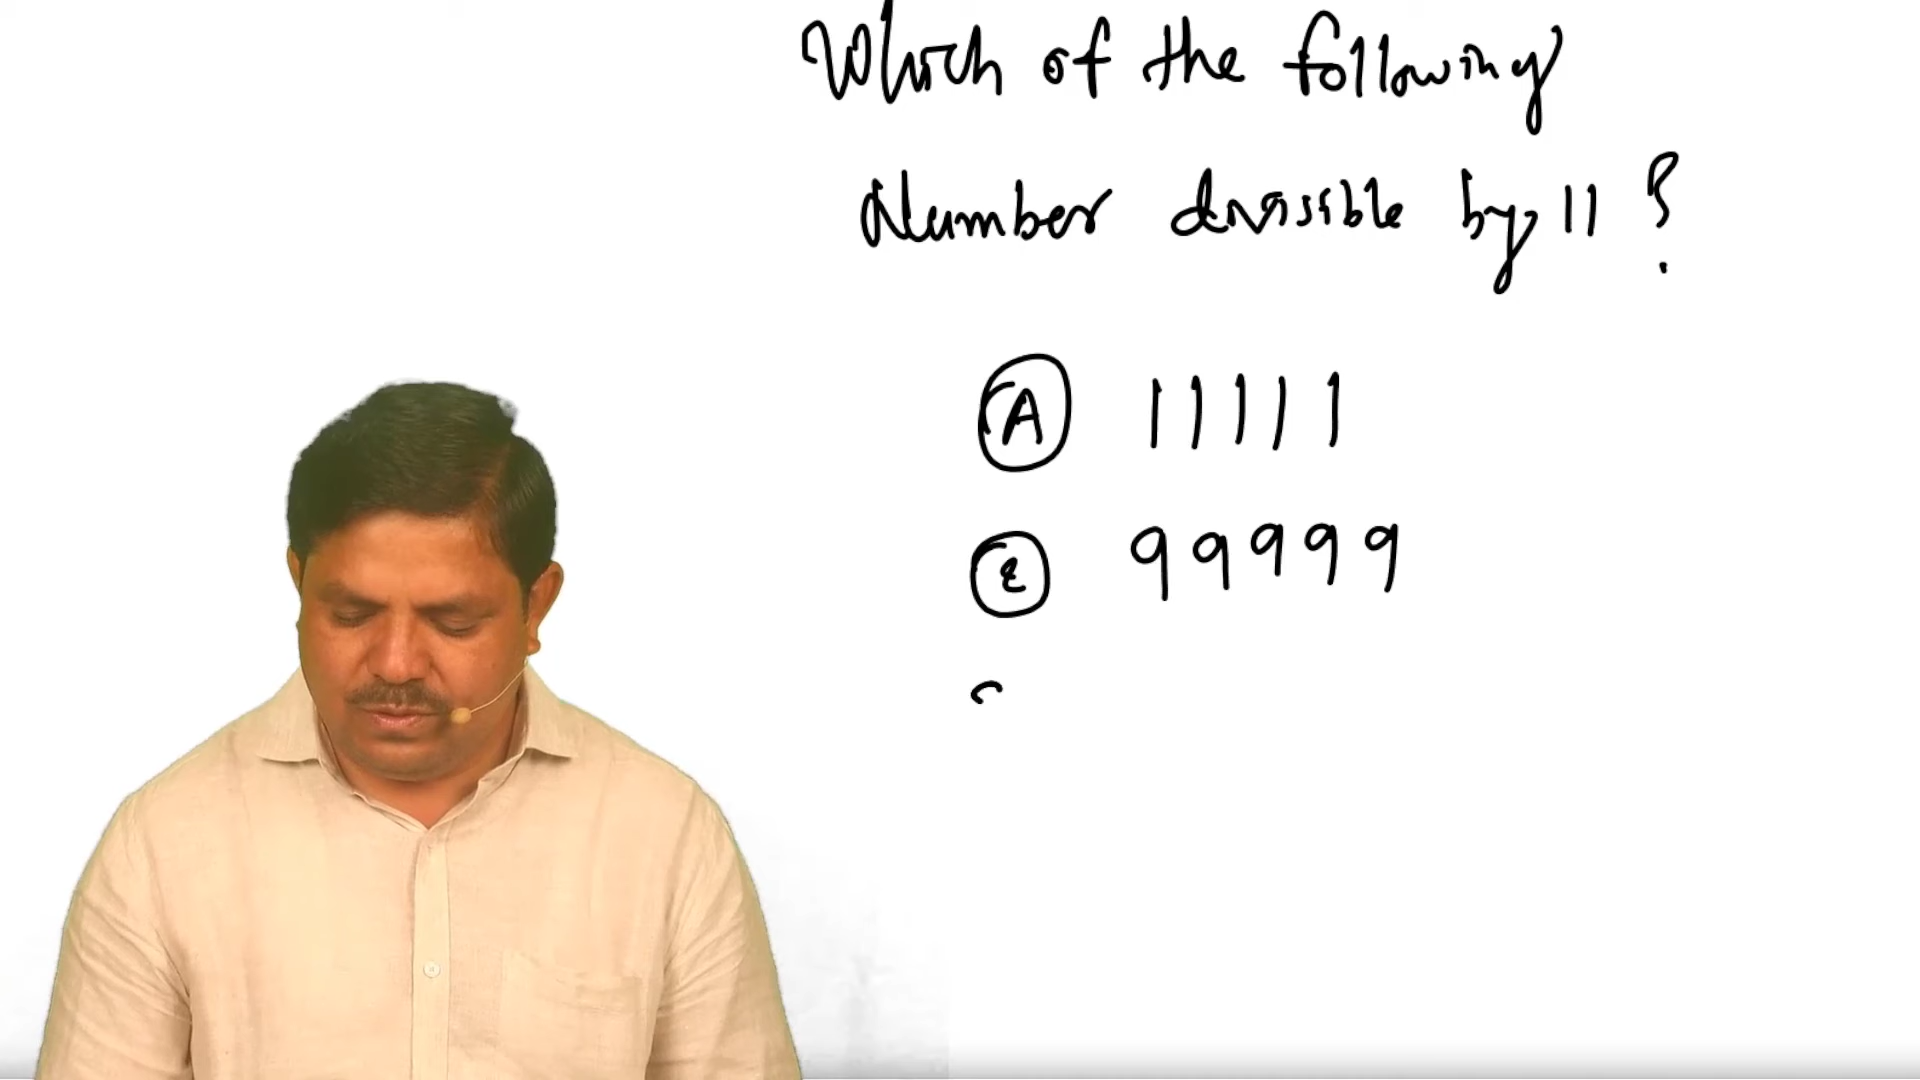 Which of the following
Number divisible by 11 ?
A 11111
B 99999